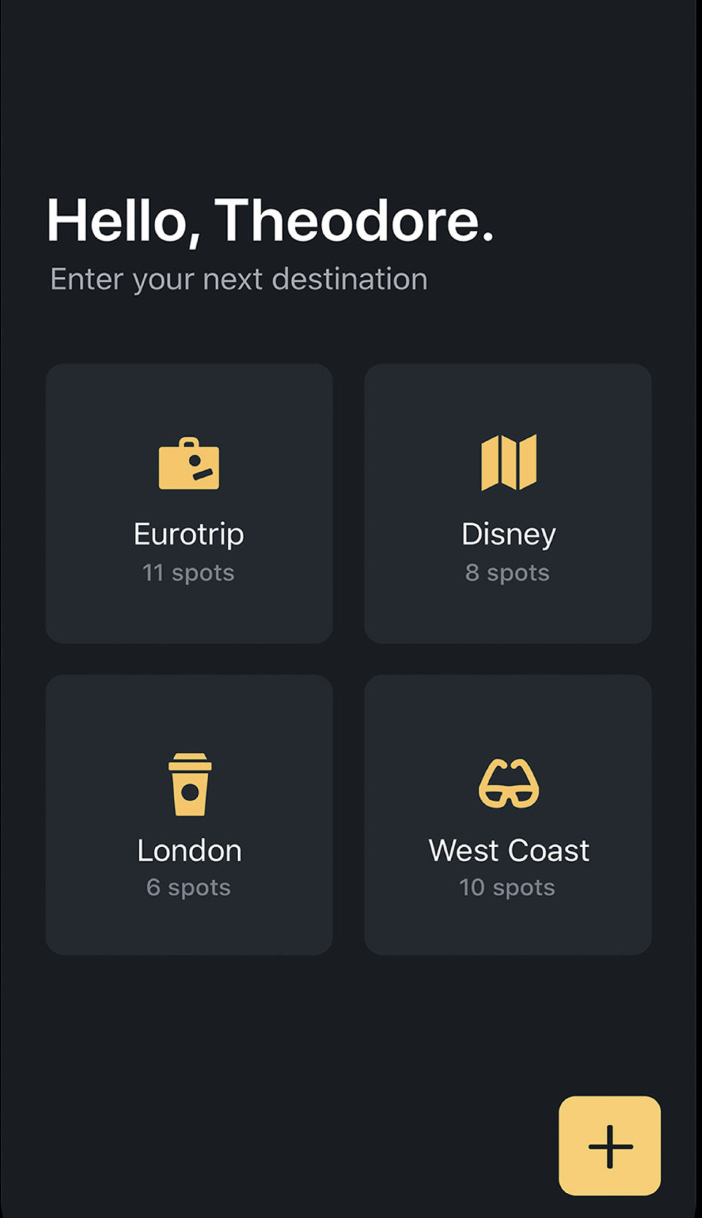 Hello, Theodore.
Enter your next destination
Eurotrip
11 spots
Disney
8 spots
London
6 spots
West Coast
10 spots